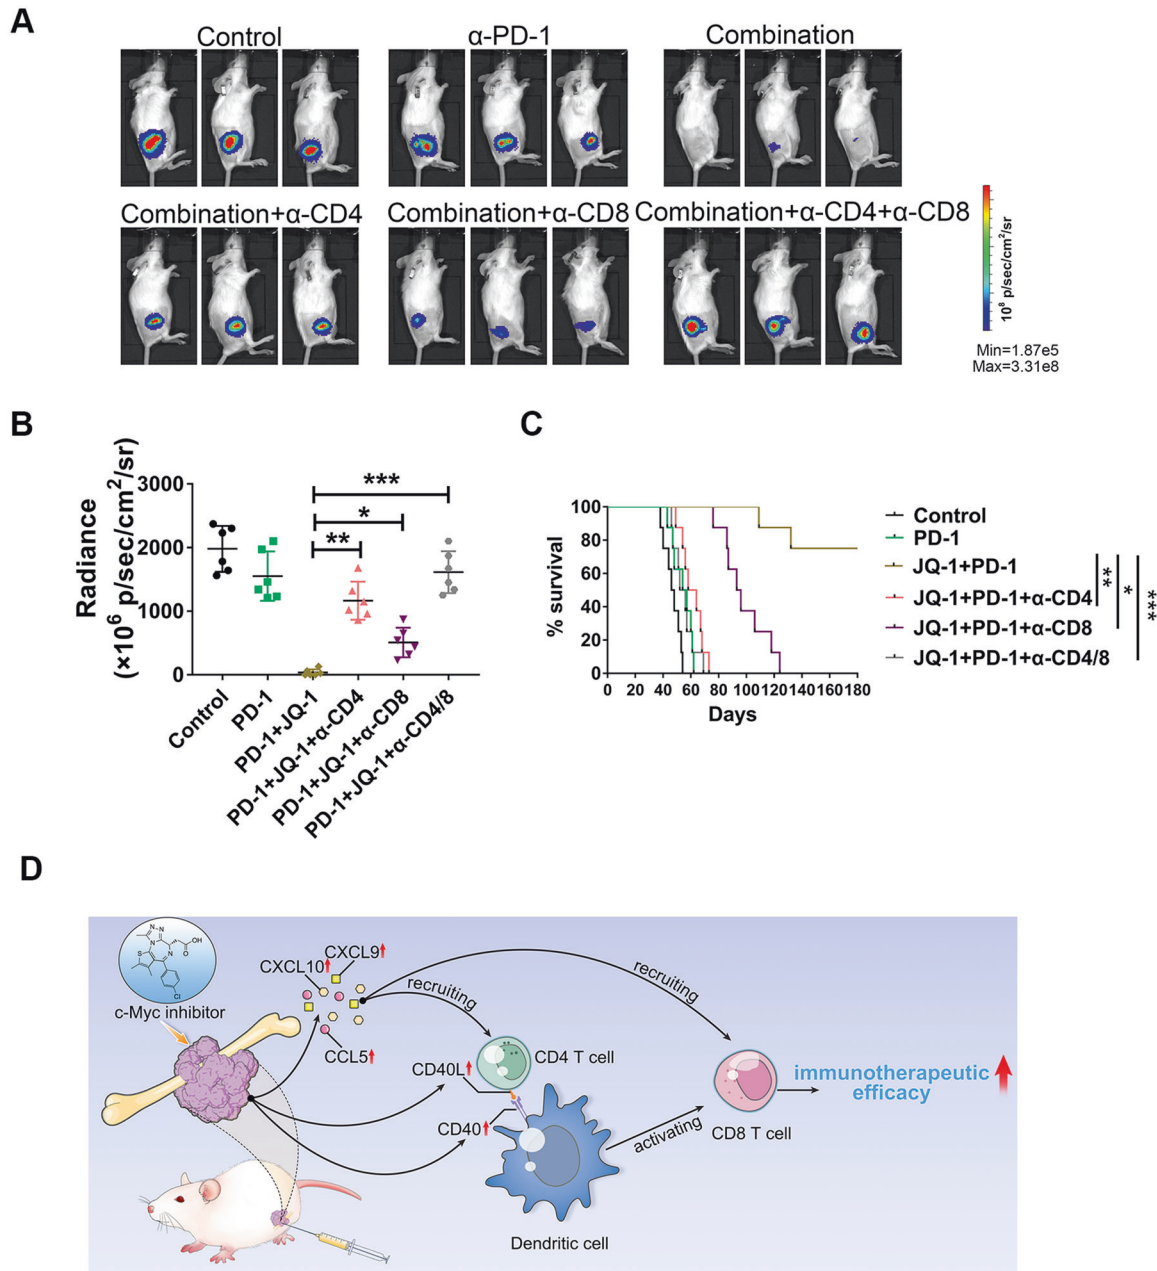 A
Control
α-PD-1
Combination
Combination+α-CD4
Combination+α-CD8
Combination+α-CD4+α-CD8
10⁸ p/sec/cm²/sr
Min=1.87e5
Max=3.31e8
B
Radiance
(×10⁶ p/sec/cm²/sr)
3000
2000
1000
0
***
*
**
Control
PD-1
PD-1+JQ-1
PD-1+JQ-1+α-CD4
PD-1+JQ-1+α-CD8
PD-1+JQ-1+α-CD4/8
C
% survival
100
80
60
40
20
0
0 20 40 60 80 100 120 140 160 180
Days
Control
PD-1
JQ-1+PD-1
JQ-1+PD-1+α-CD4
JQ-1+PD-1+α-CD8
JQ-1+PD-1+α-CD4/8
***
*
***
D
c-Myc inhibitor
N N
N
N
S
O
OH
Cl
CXCL9
CXCL10
CCL5
recruiting
recruiting
CD4 T cell
CD40L
CD40
Dendritic cell
activating
CD8 T cell
immunotherapeutic
efficacy